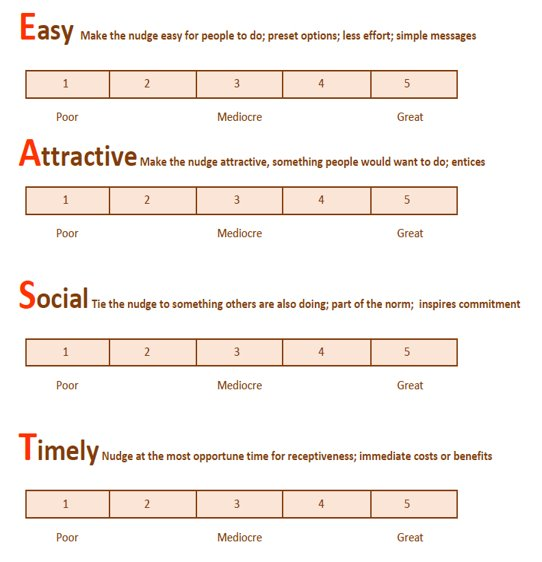 Easy Make the nudge easy for people to do; preset options; less effort; simple messages
1 2 3 4 5
Poor Mediocre Great
Attractive Make the nudge attractive, something people would want to do; entices
1 2 3 4 5
Poor Mediocre Great
Social Tie the nudge to something others are also doing; part of the norm; inspires commitment
1 2 3 4 5
Poor Mediocre Great
Timely Nudge at the most opportune time for receptiveness; immediate costs or benefits
1 2 3 4 5
Poor Mediocre Great